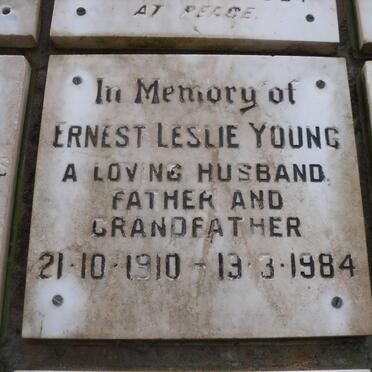 AT PEACE.
In Memory of
ERNEST LESLIE YOUNG
A LOVING HUSBAND
FATHER AND
GRANDFATHER
21·10·1910 – 13·3·1984